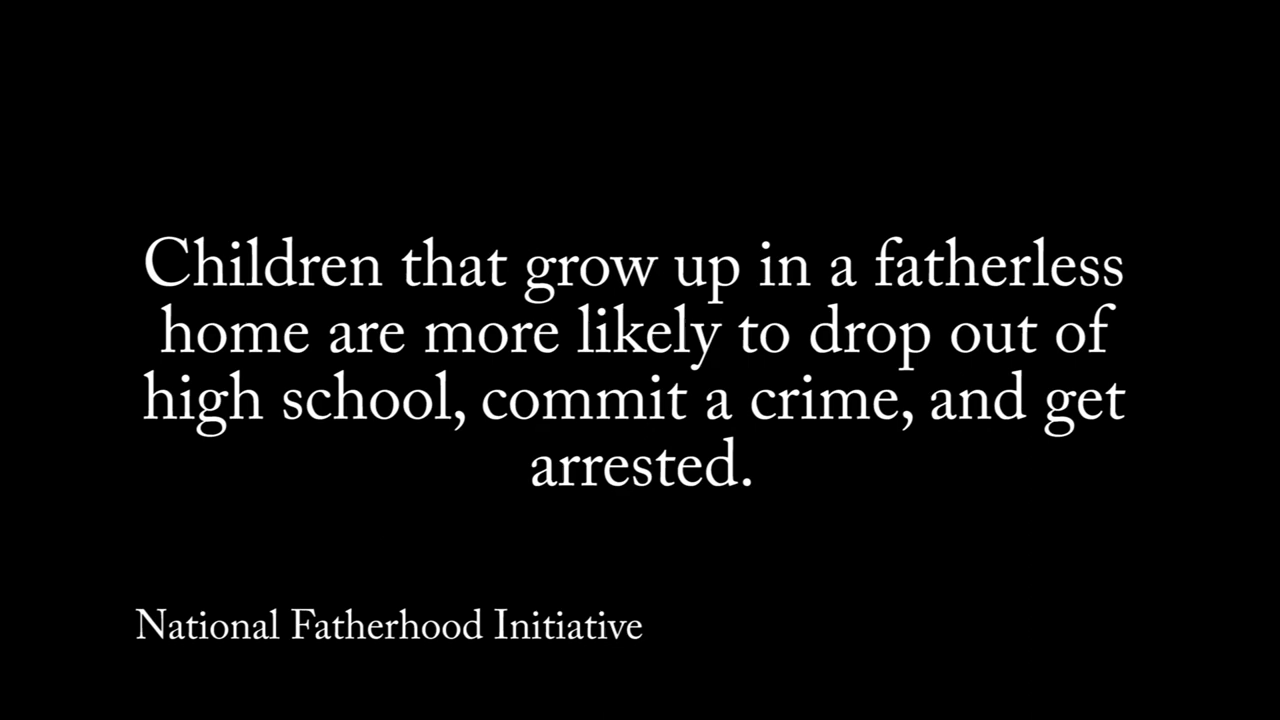 Children that grow up in a fatherless
home are more likely to drop out of
high school, commit a crime, and get
arrested.
National Fatherhood Initiative